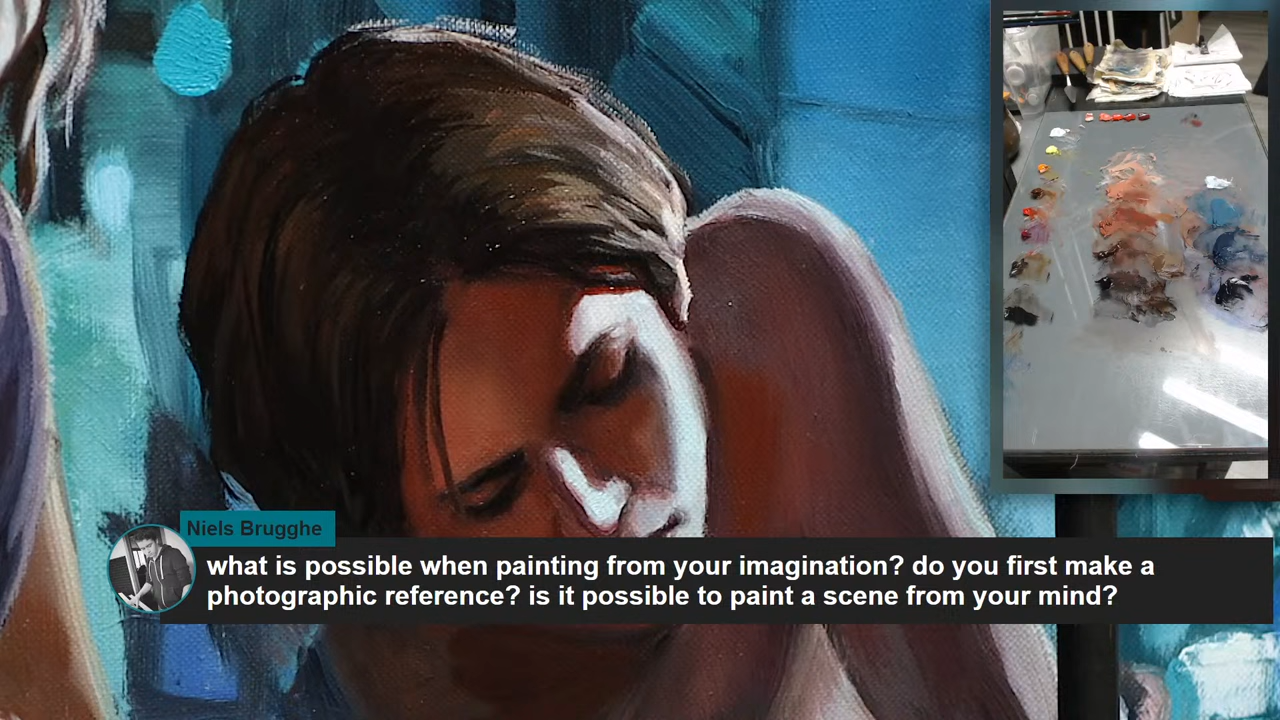 Niels Brugghe
what is possible when painting from your imagination? do you first make a
photographic reference? is it possible to paint a scene from your mind?